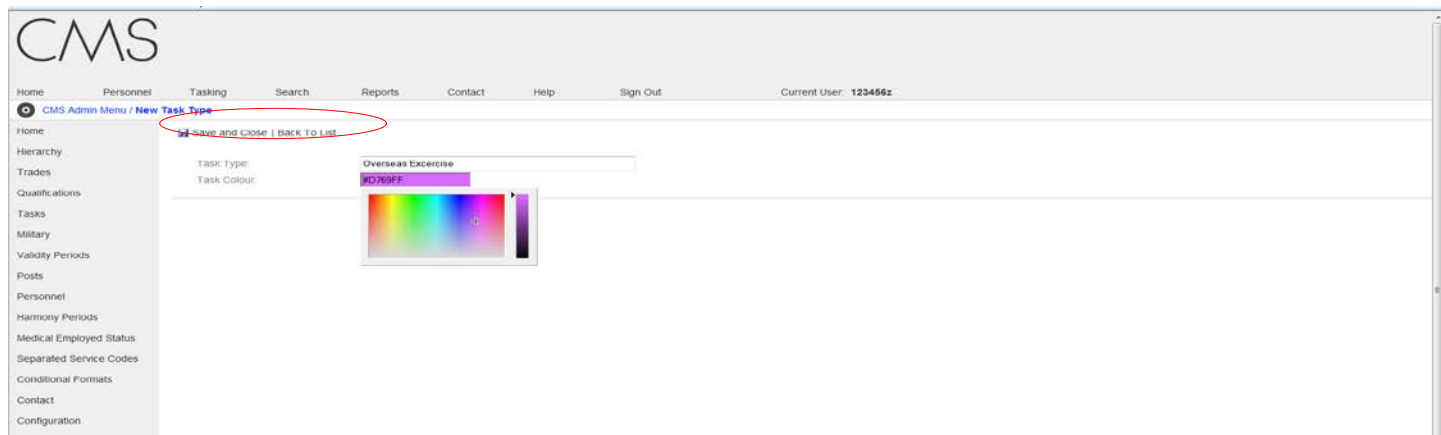 CMS
Home Personnel Tasking Search Reports Contact Help Sign Out Current User: 123456z
CMS Admin Menu / New Task Type
Home
Save and Close | Back To List
Hierarchy
Task Type: Overseas Excercise
Trades
Task Colour: #D769FF
Qualifications
Tasks
Military
Validity Periods
Posts
Personnel
Harmony Periods
Medical Employed Status
Separated Service Codes
Conditional Formats
Contact
Configuration